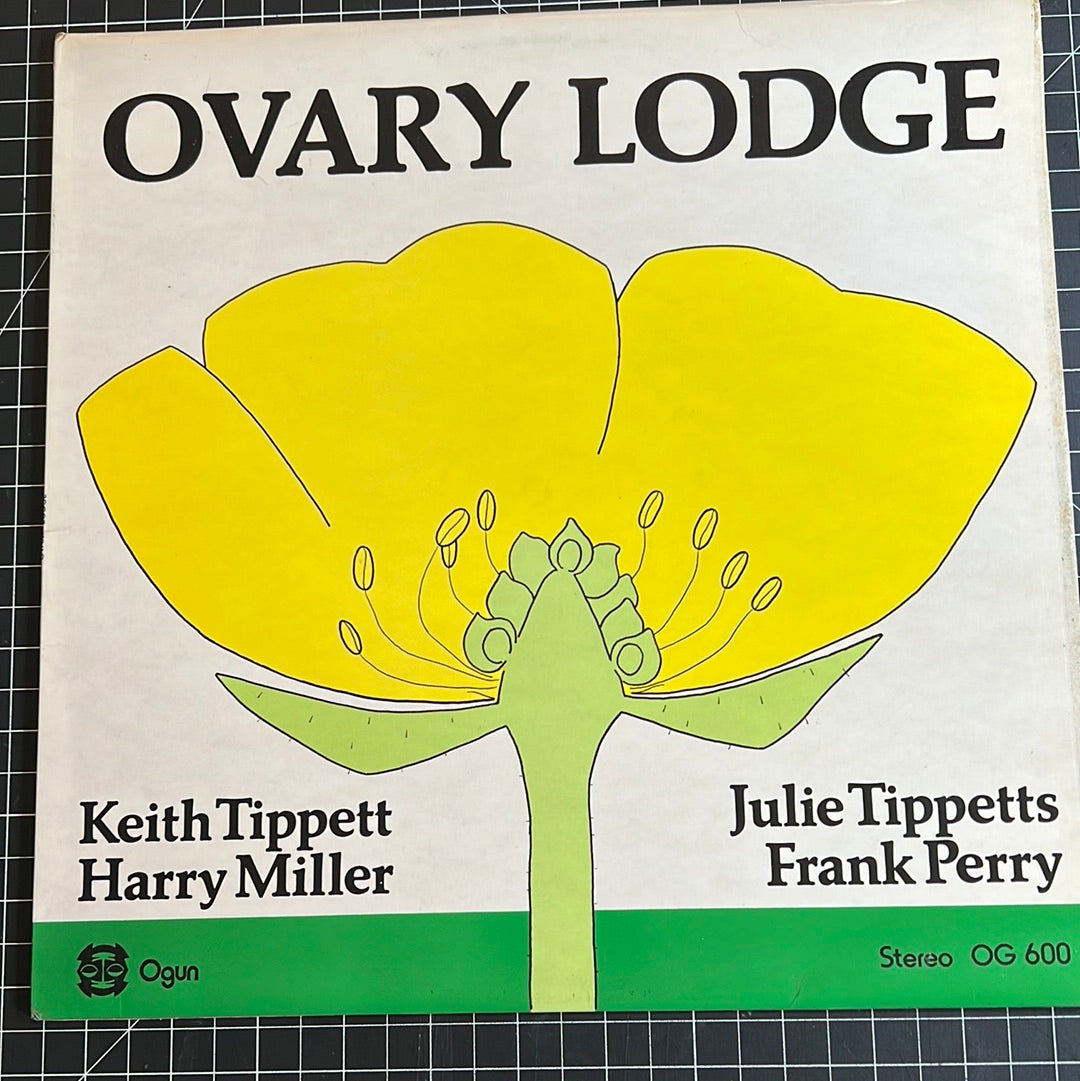 OVARY LODGE
Keith Tippett
Harry Miller
Julie Tippetts
Frank Perry
Ogun
Stereo OG 600